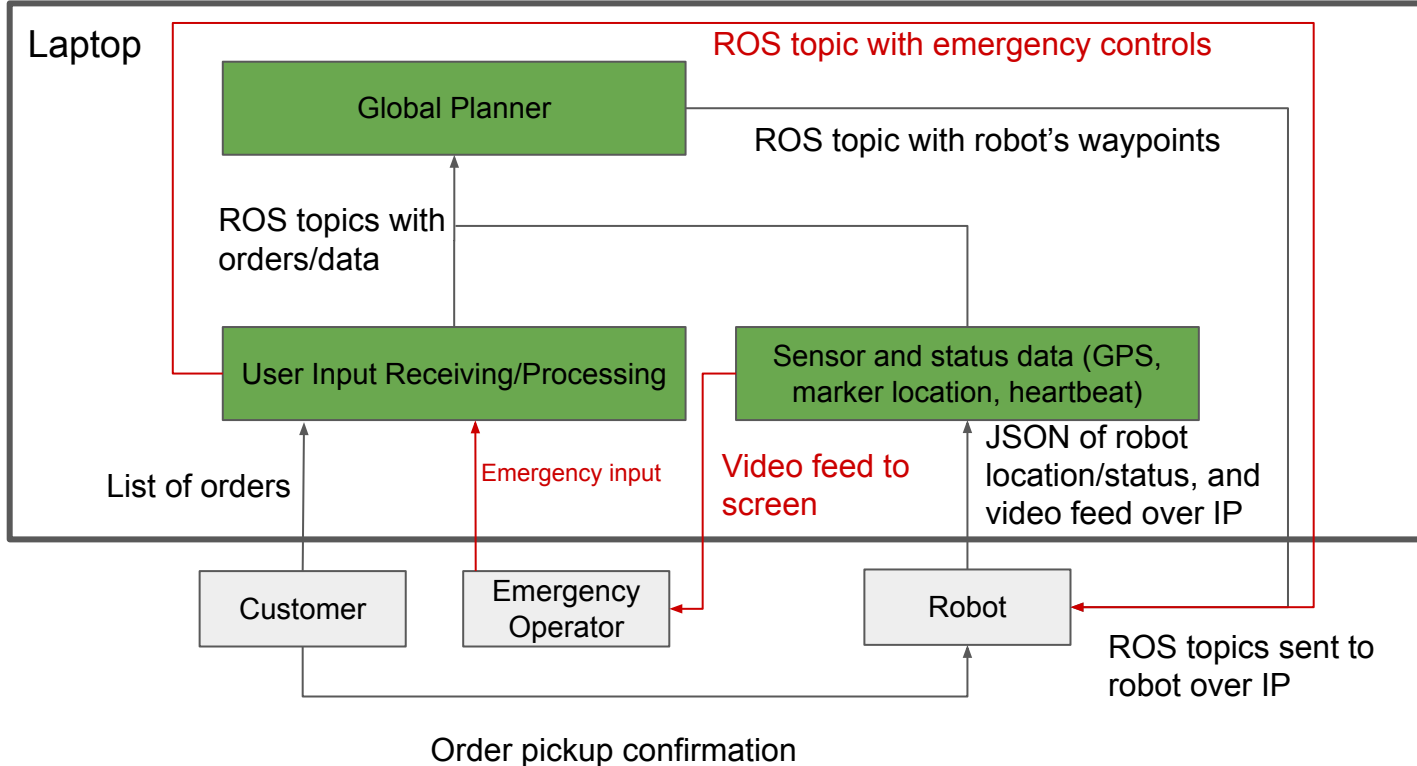 Laptop
ROS topic with emergency controls
Global Planner
ROS topic with robot’s waypoints
ROS topics with
orders/data
User Input Receiving/Processing
Sensor and status data (GPS,
marker location, heartbeat)
List of orders
Emergency input
Video feed to
screen
JSON of robot
location/status, and
video feed over IP
Customer
Emergency
Operator
Robot
ROS topics sent to
robot over IP
Order pickup confirmation